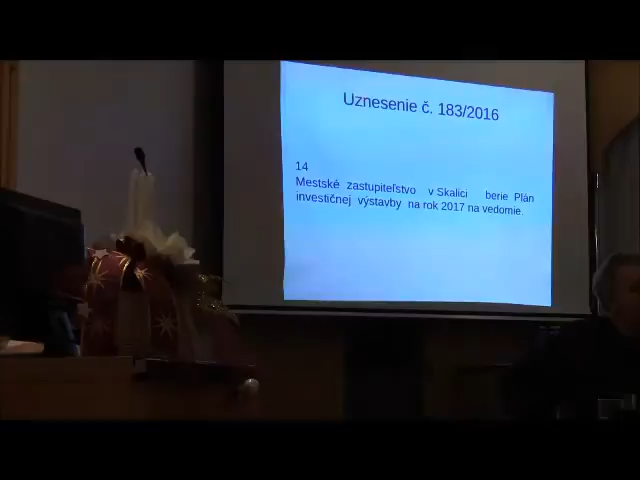 Uznesenie č. 183/2016
14
Mestské zastupiteľstvo v Skalici berie Plán
investičnej výstavby na rok 2017 na vedomie.